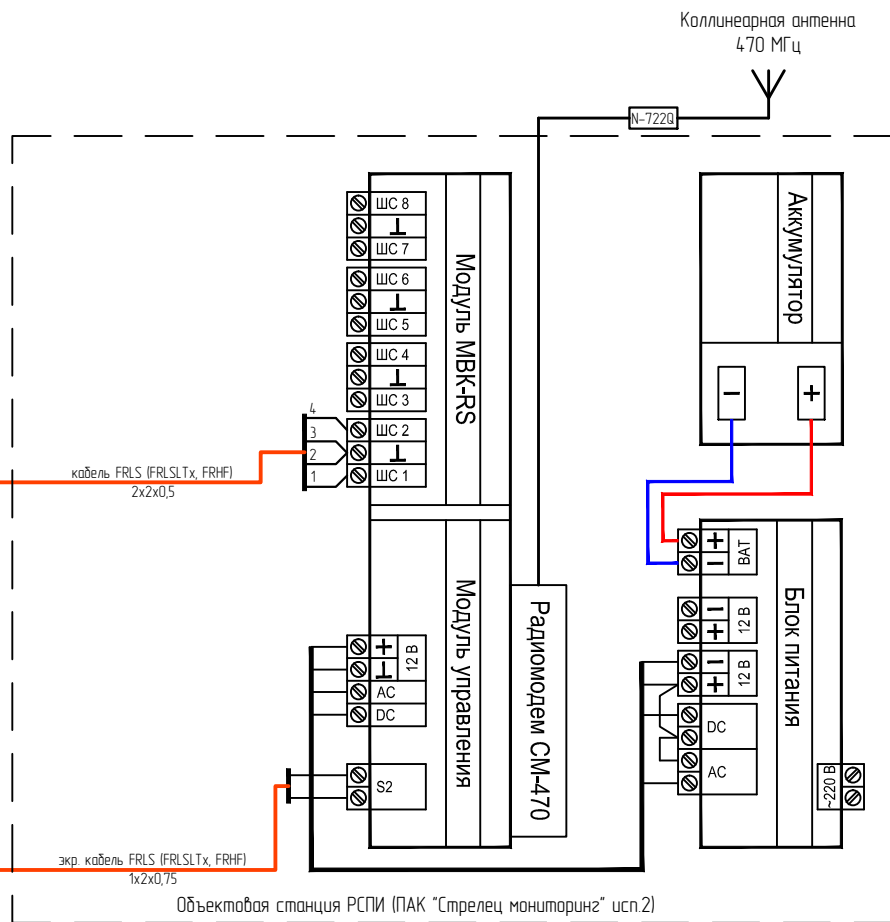 Коллинеарная антенна
470 МГц
N-722Q
ШС 8
⊥
ШС 7
ШС 6
⊥
ШС 5
ШС 4
⊥
ШС 3
ШС 2
⊥
ШС 1
Модуль МВК-RS
4
3
2
1
кабель FRLS (FRLSLTx, FRHF)
2x2x0,5
Аккумулятор
−
+
+
−
BAT
−
+
12 В
−
+
12 В
DC
AC
Блок питания
~220 В
Модуль управления
+
⊥
12 В
AC
DC
S2
Радиомодем СМ-470
экр. кабель FRLS (FRLSLTx, FRHF)
1x2x0,75
Объектовая станция РСПИ (ПАК "Стрелец мониторинг" исп.2)